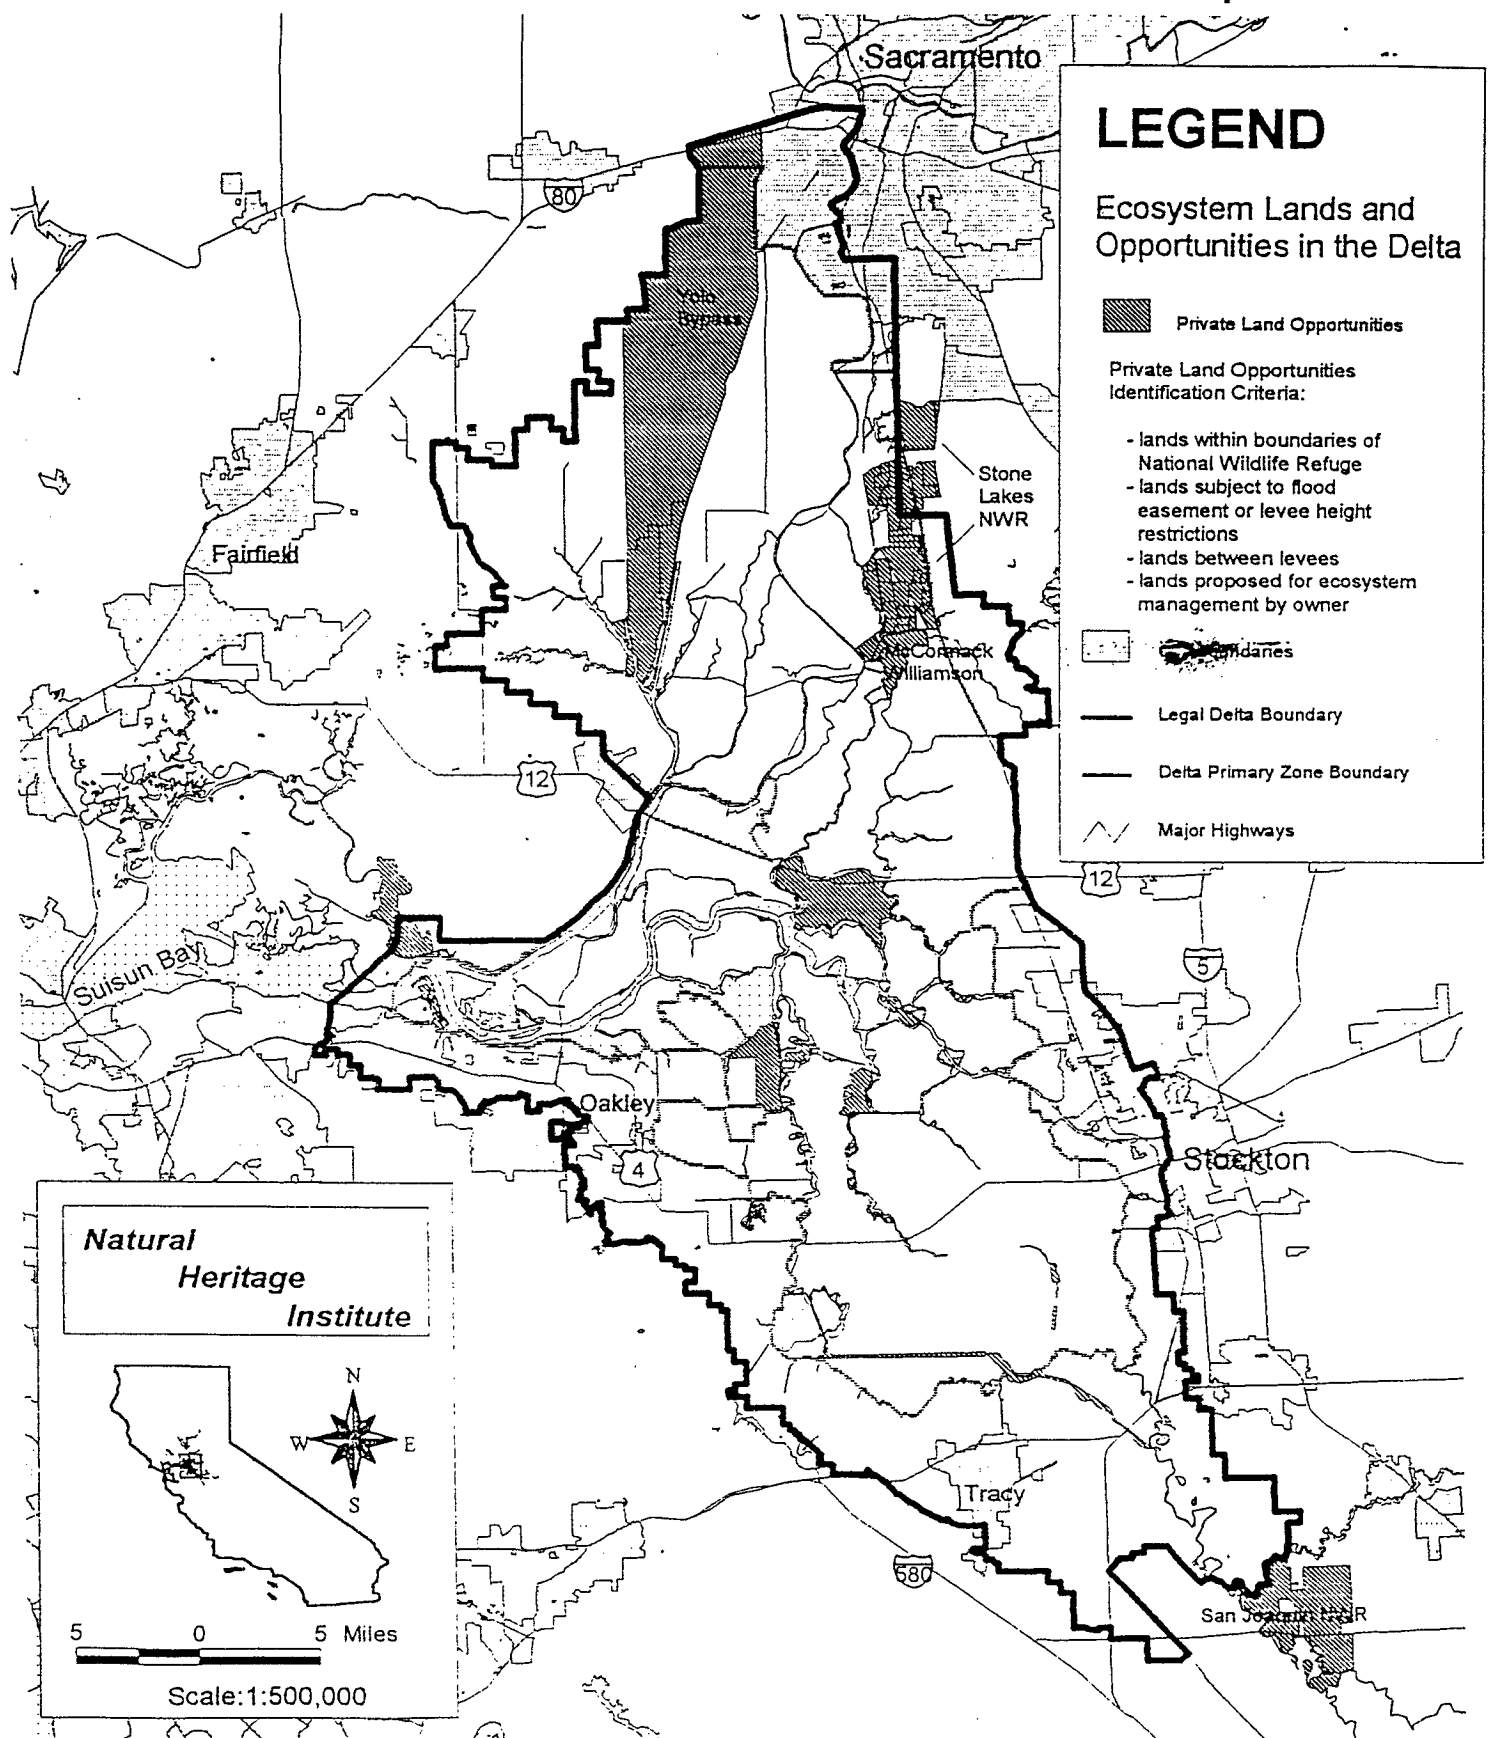 Sacramento
LEGEND
Ecosystem Lands and
Opportunities in the Delta
Private Land Opportunities
Private Land Opportunities
Identification Criteria:
- lands within boundaries of
National Wildlife Refuge
- lands subject to flood
easement or levee height
restrictions
- lands between levees
- lands proposed for ecosystem
management by owner
Legal Delta Boundary
Delta Primary Zone Boundary
Major Highways
80
Yolo
Bypass
Stone
Lakes
NWR
Fairfield
McCormack
Williamson
12
12
5
Suisun Bay
Oakley
4
Stockton
Natural
Heritage
Institute
N
W
E
S
Tracy
580
San Joaquin NWR
5 0 5 Miles
Scale:1:500,000